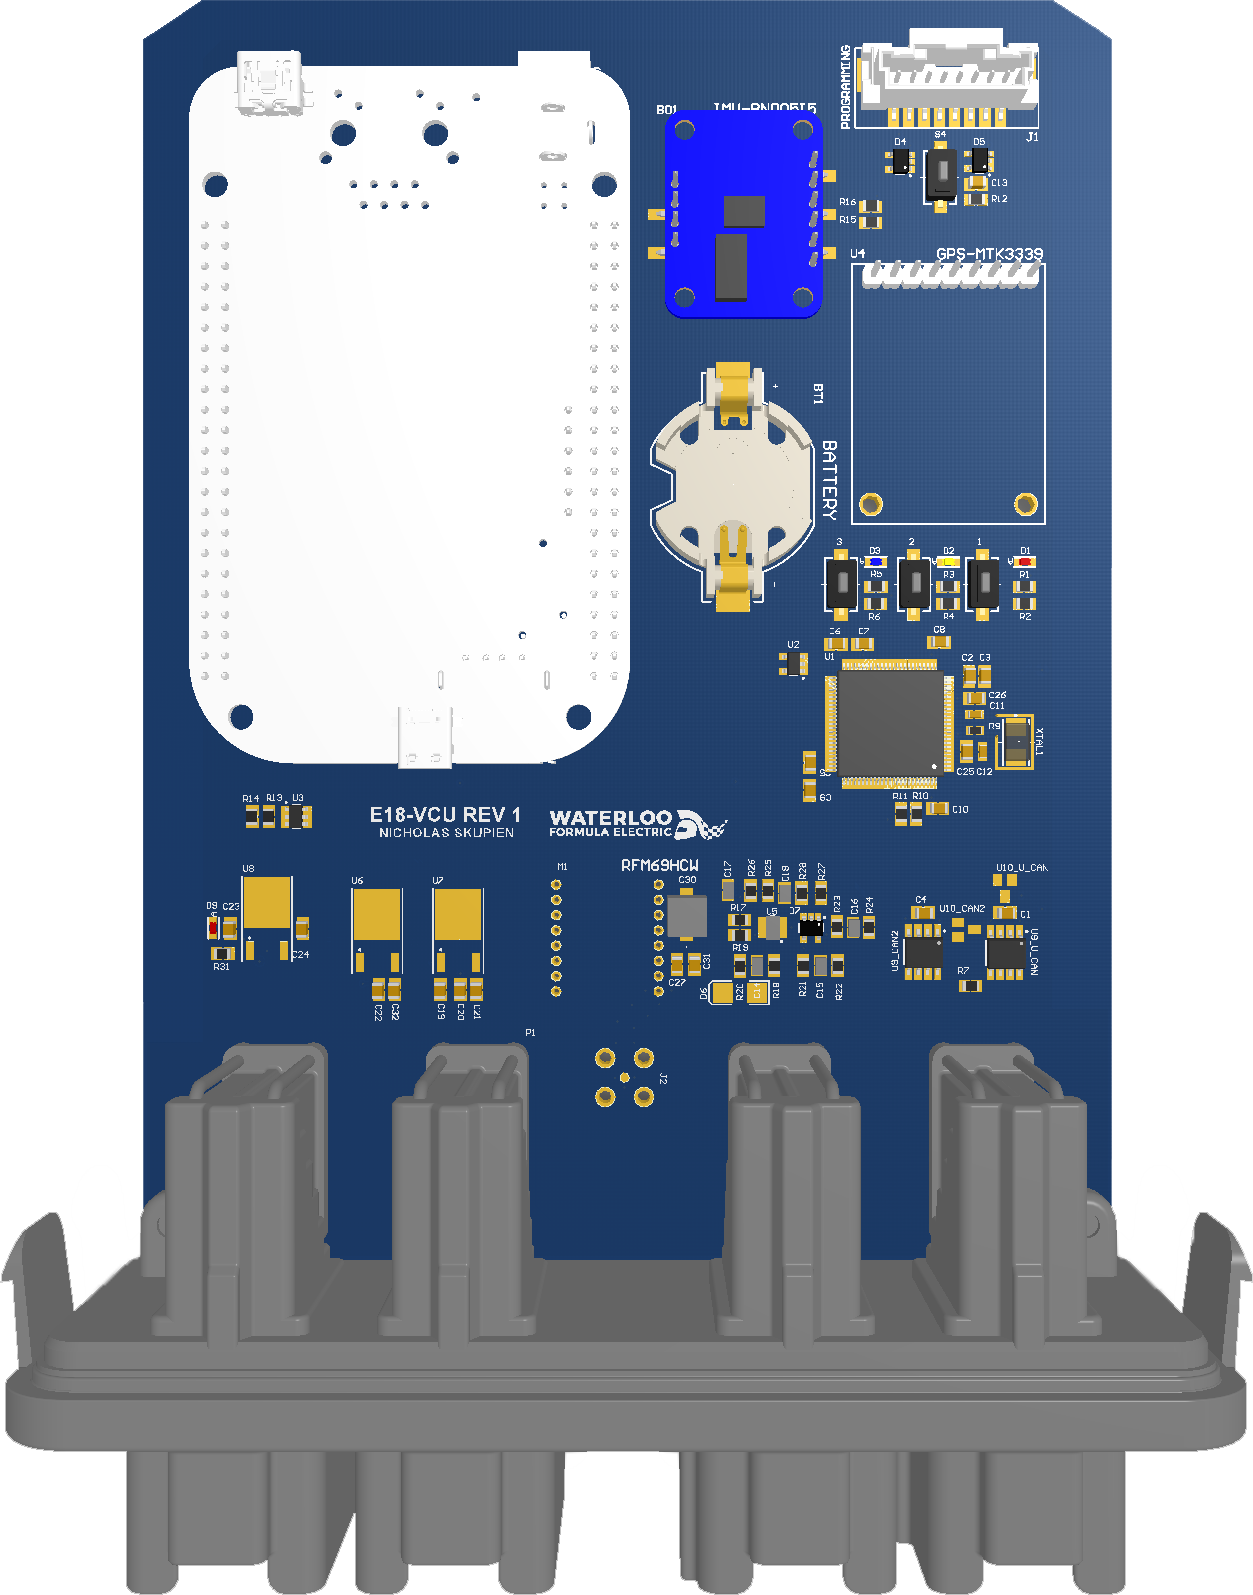 PROGRAMMING
J1
BO1
IMU-PN00515
D4
S4
D5
C13
R12
R16
R15
U4
GPS-MTK3339
BT1
+
BATTERY
-
3
D3
2
D2
1
D1
R5
R3
R1
R6
R4
R2
C6
C7
C8
U2
U1
C2
C3
C26
C11
R9
XTAL1
C25
C12
C5
C9
R11
R10
C10
R14
R13
U3
E18-VCU REV 1
NICHOLAS SKUPIEN
WATERLOO
FORMULA ELECTRIC
M1
RFM69HCW
U8
U6
U7
C30
C17
R26
R25
C18
R28
R27
U10_U_CAN
D9
C23
R31
C24
C22
C32
C19
C20
C21
R17
U5
D7
R23
C16
R24
C4
U10_CAN2
C1
U9_CAN2
U9_U_CAN
R19
C31
C27
D6
R20
C14
R18
R21
C15
R22
R7
P1
J2